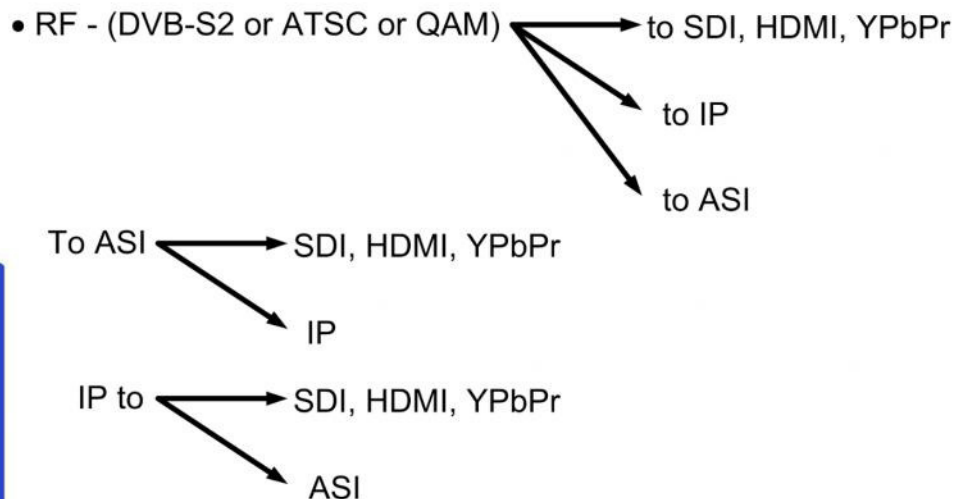 • RF - (DVB-S2 or ATSC or QAM) to SDI, HDMI, YPbPr
to IP
to ASI
To ASI SDI, HDMI, YPbPr
IP
IP to SDI, HDMI, YPbPr
ASI